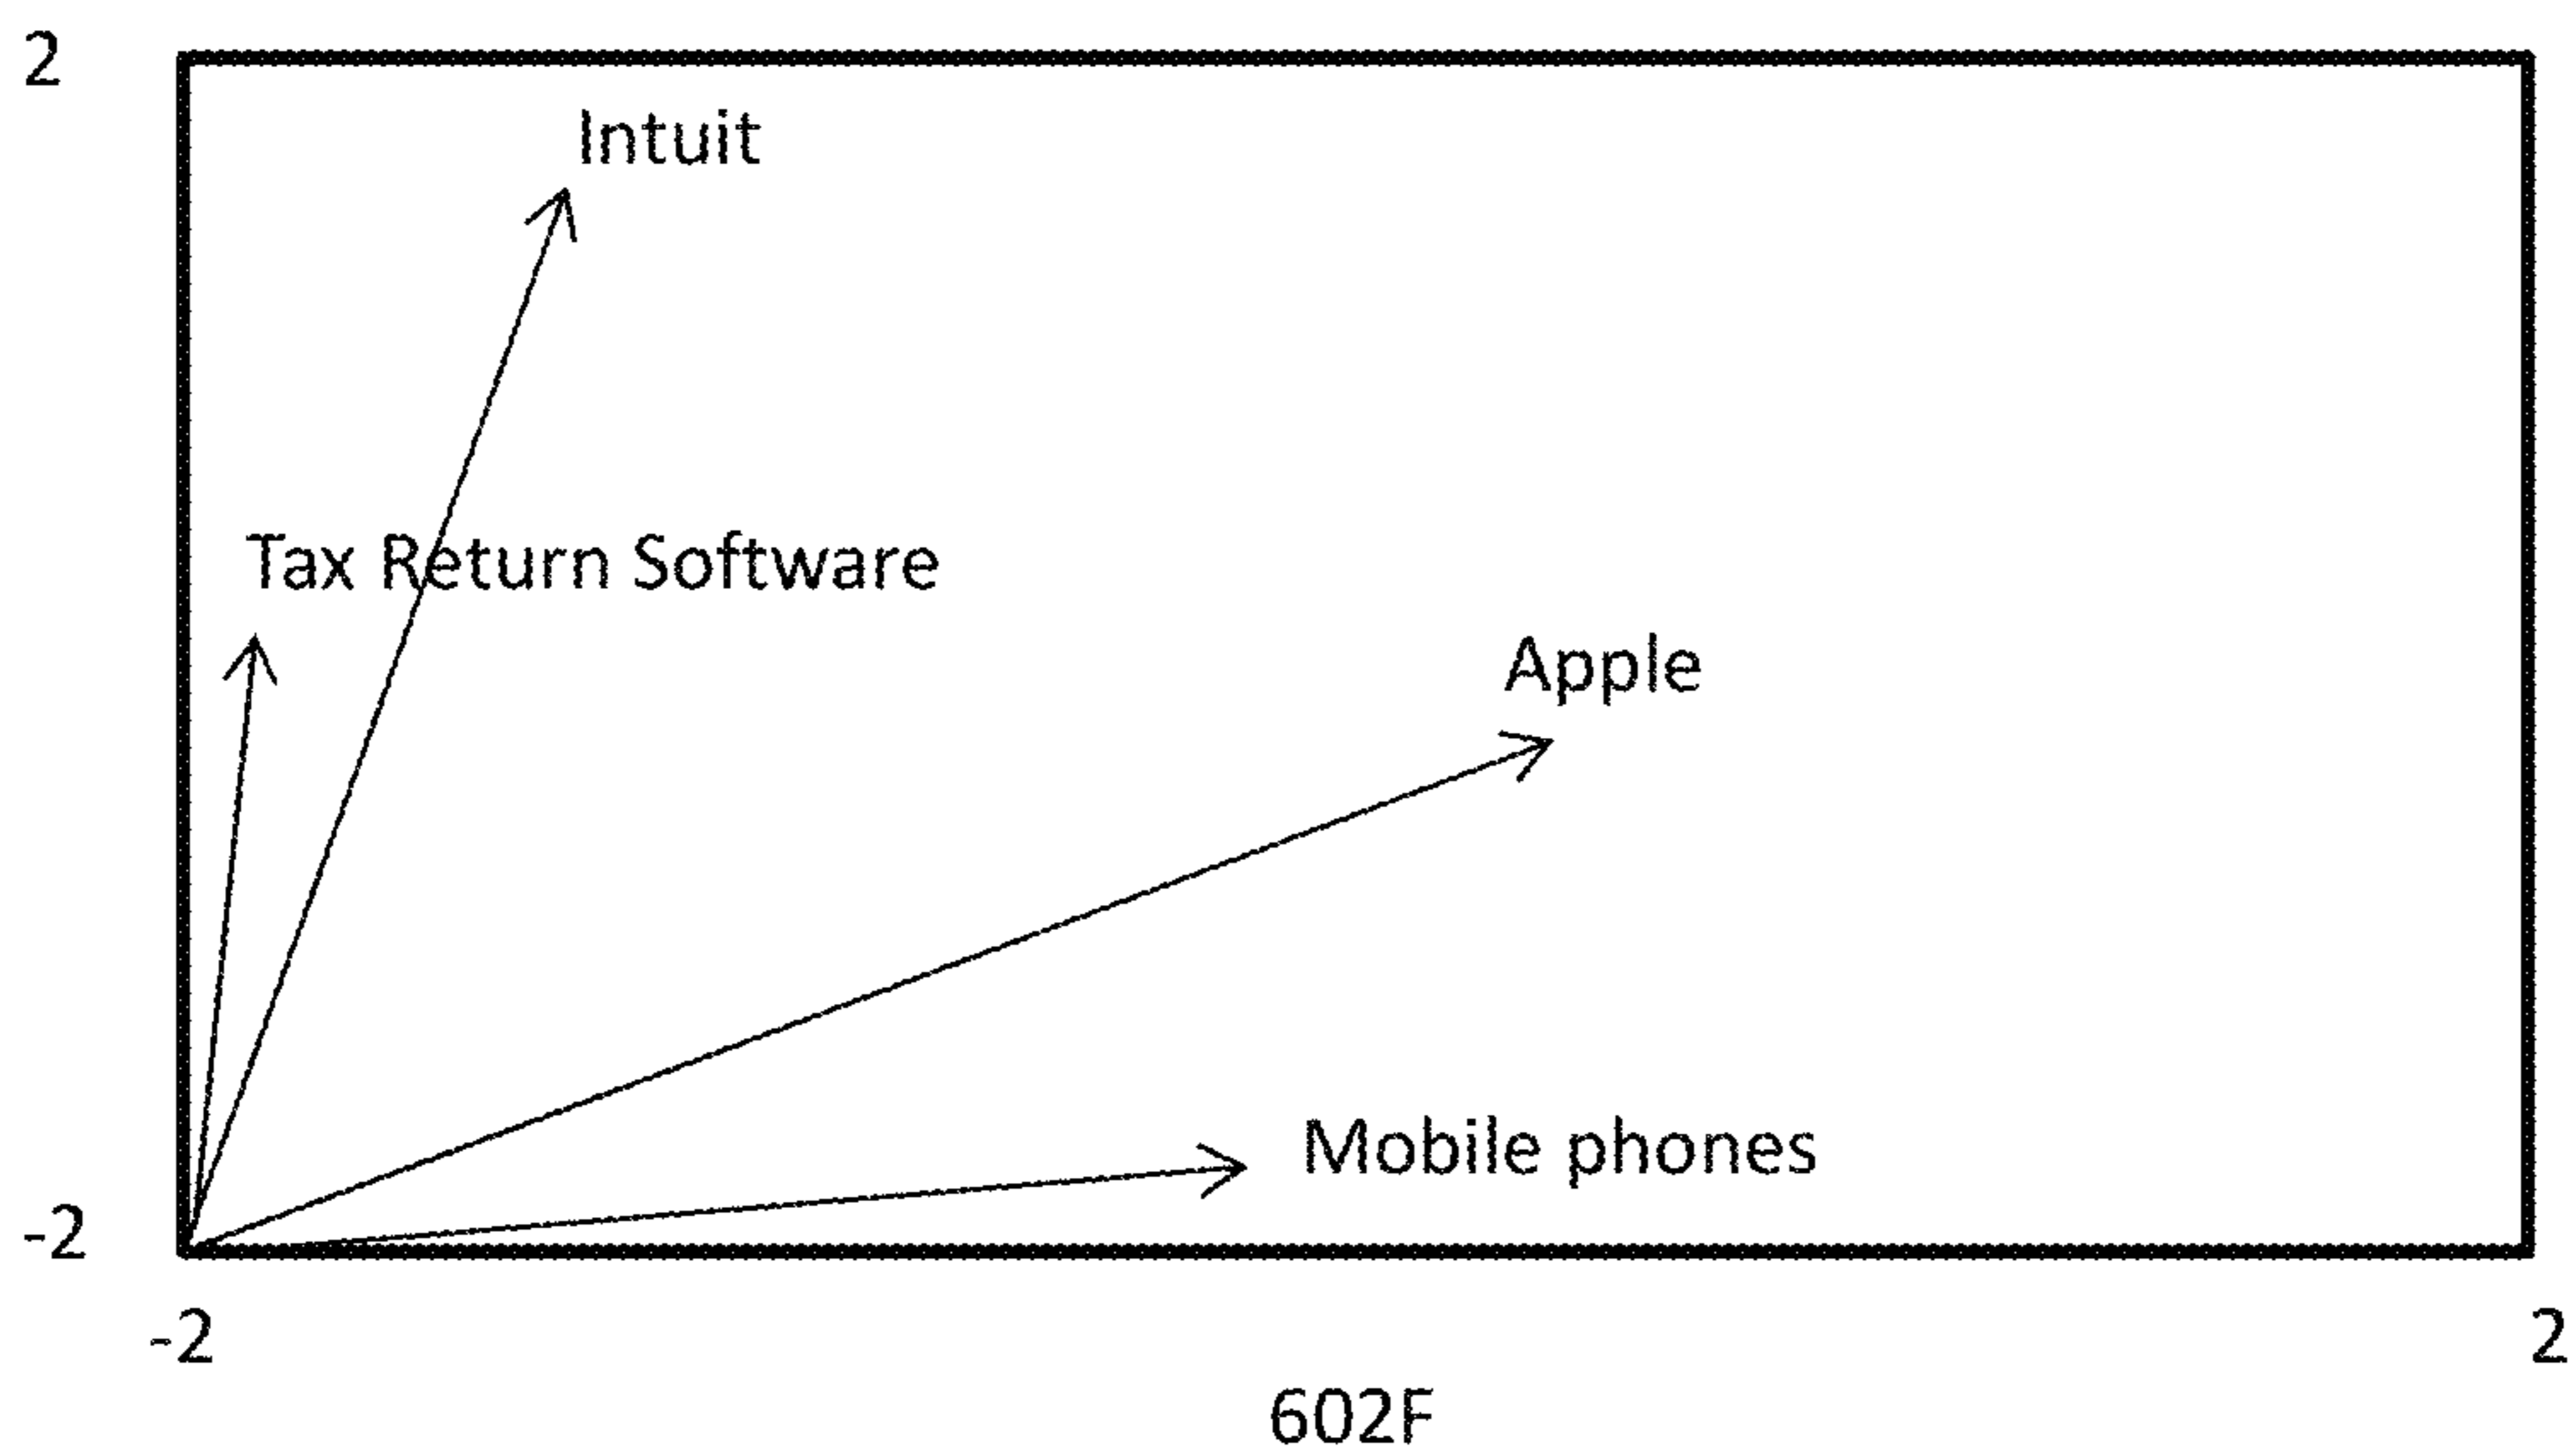 2
Intuit
Tax Return Software
Apple
Mobile phones
-2
-2
2
602F